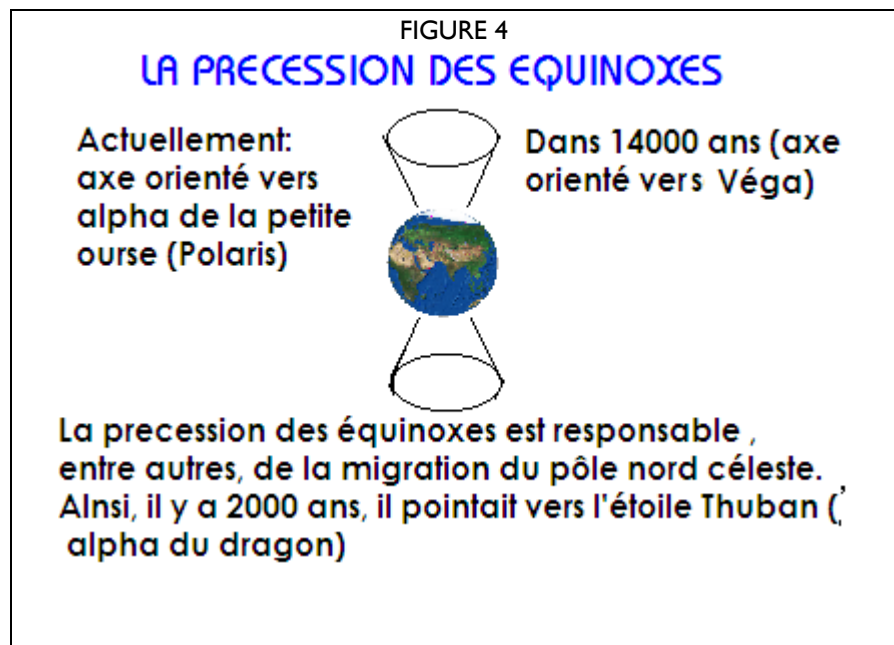 FIGURE 4
LA PRECESSION DES EQUINOXES
Actuellement:
axe orienté vers
alpha de la petite
ourse (Polaris)
Dans 14000 ans (axe
orienté vers Véga)
La precession des équinoxes est responsable ,
entre autres, de la migration du pôle nord céleste.
AInsi, il y a 2000 ans, il pointait vers l'étoile Thuban (
alpha du dragon)